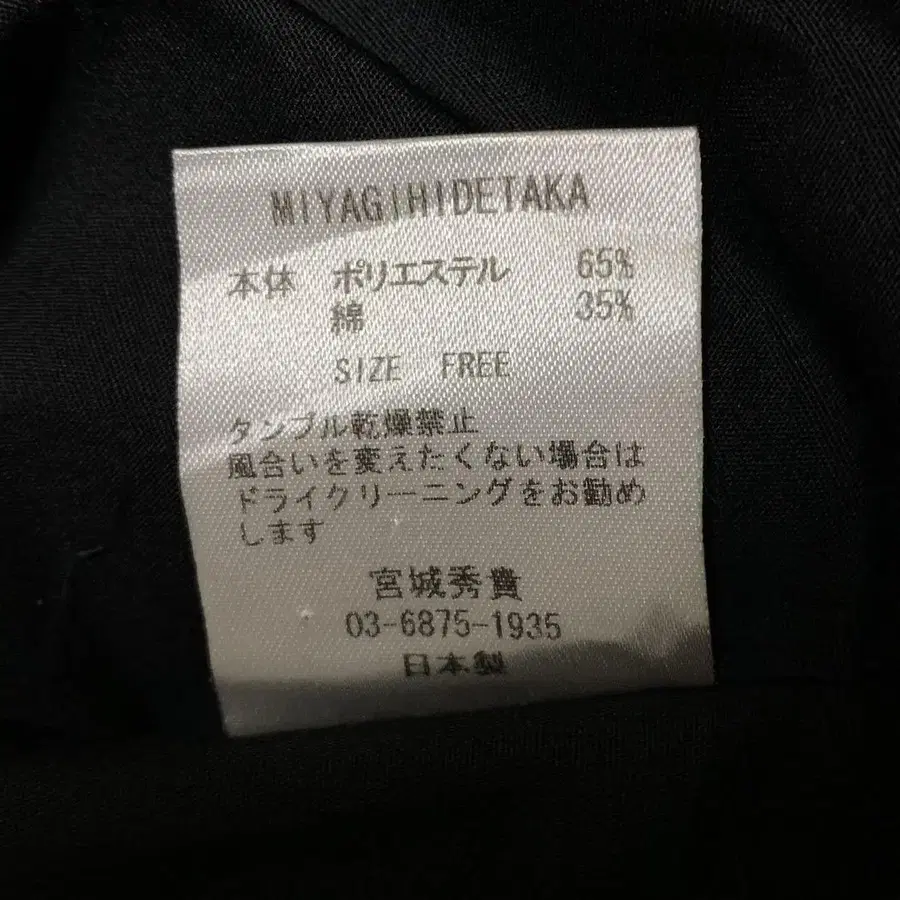 MIYAGIHIDETAKA
本体 ポリエステル 65%
綿 35%
SIZE FREE
タンブル乾燥禁止
風合いを変えたくない場合は
ドライクリーニングをお勧め
します
宮城秀貴
03-6875-1935
日本製